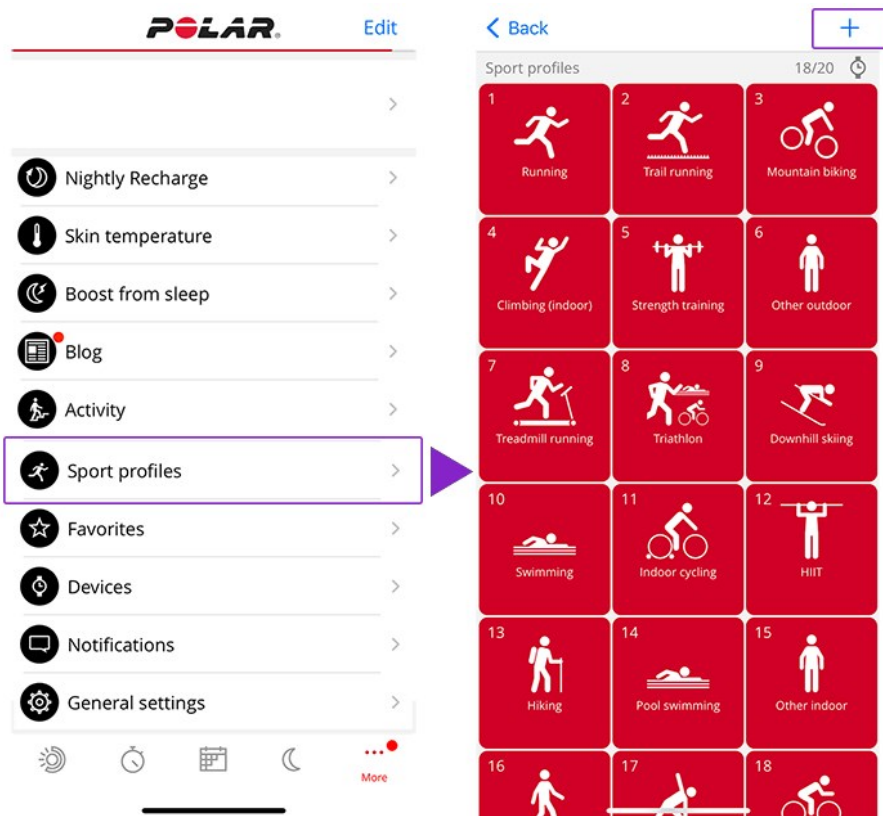 POLAR.
Edit
Nightly Recharge
Skin temperature
Boost from sleep
Blog
Activity
Sport profiles
Favorites
Devices
Notifications
General settings
More
Back
+
Sport profiles 18/20
1 2 3
Running Trail running Mountain biking
4 5 6
Climbing (indoor) Strength training Other outdoor
7 8 9
Treadmill running Triathlon Downhill skiing
10 11 12
Swimming Indoor cycling HIIT
13 14 15
Hiking Pool swimming Other indoor
16 17 18